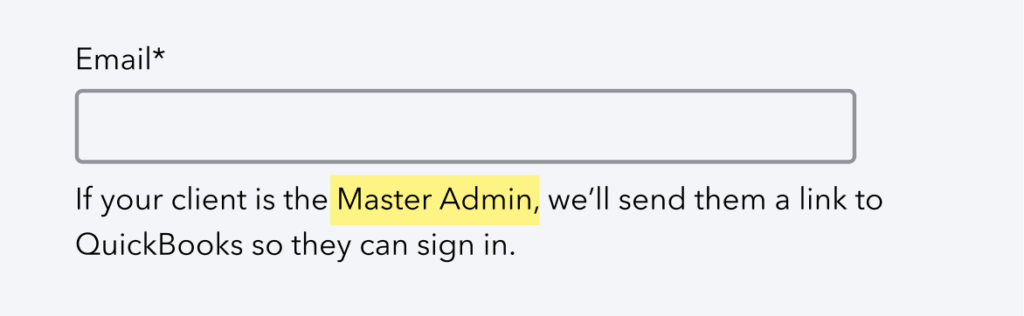 Email*
If your client is the Master Admin, we’ll send them a link to
QuickBooks so they can sign in.